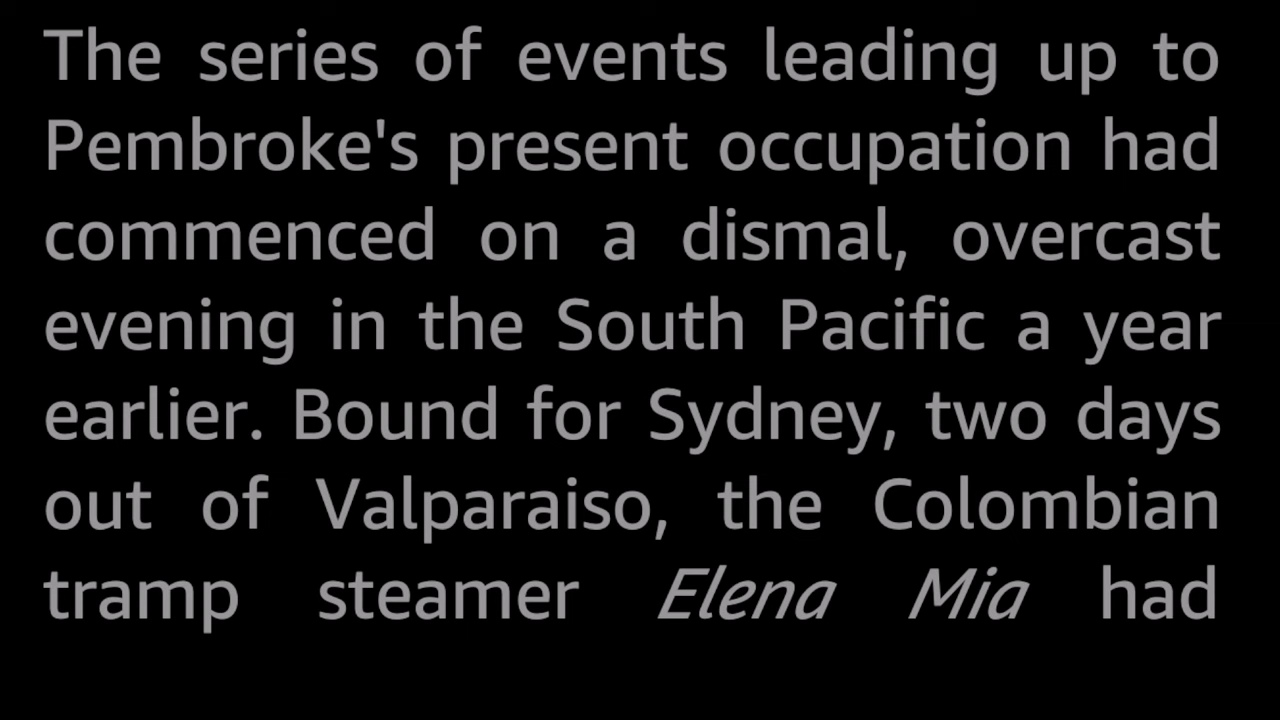 The series of events leading up to
Pembroke's present occupation had
commenced on a dismal, overcast
evening in the South Pacific a year
earlier. Bound for Sydney, two days
out of Valparaiso, the Colombian
tramp steamer Elena Mia had